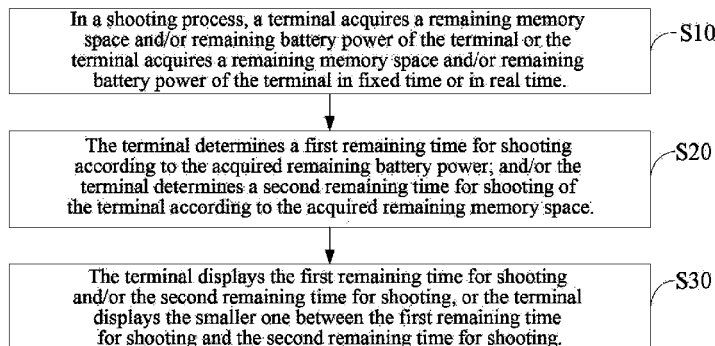 In a shooting process, a terminal acquires a remaining memory
space and/or remaining battery power of the terminal or the
terminal acquires a remaining memory space and/or remaining
battery power of the terminal in fixed time or in real time.
S10
The terminal determines a first remaining time for shooting
according to the acquired remaining battery power; and/or the
terminal determines a second remaining time for shooting of
the terminal according to the acquired remaining memory space.
S20
The terminal displays the first remaining time for shooting
and/or the second remaining time for shooting, or the terminal
displays the smaller one between the first remaining time
for shooting and the second remaining time for shooting.
S30